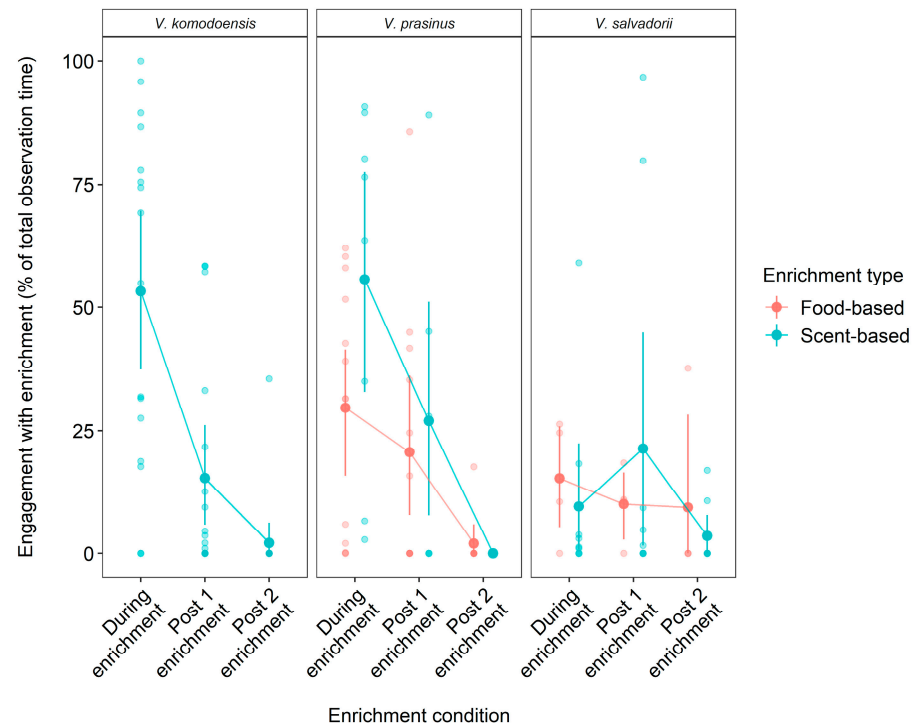 V. komodoensis
V. prasinus
V. salvadorii
Engagement with enrichment (% of total observation time)
100
75
50
25
0
During
enrichment
Post 1
enrichment
Post 2
enrichment
During
enrichment
Post 1
enrichment
Post 2
enrichment
During
enrichment
Post 1
enrichment
Post 2
enrichment
Enrichment condition
Enrichment type
Food-based
Scent-based